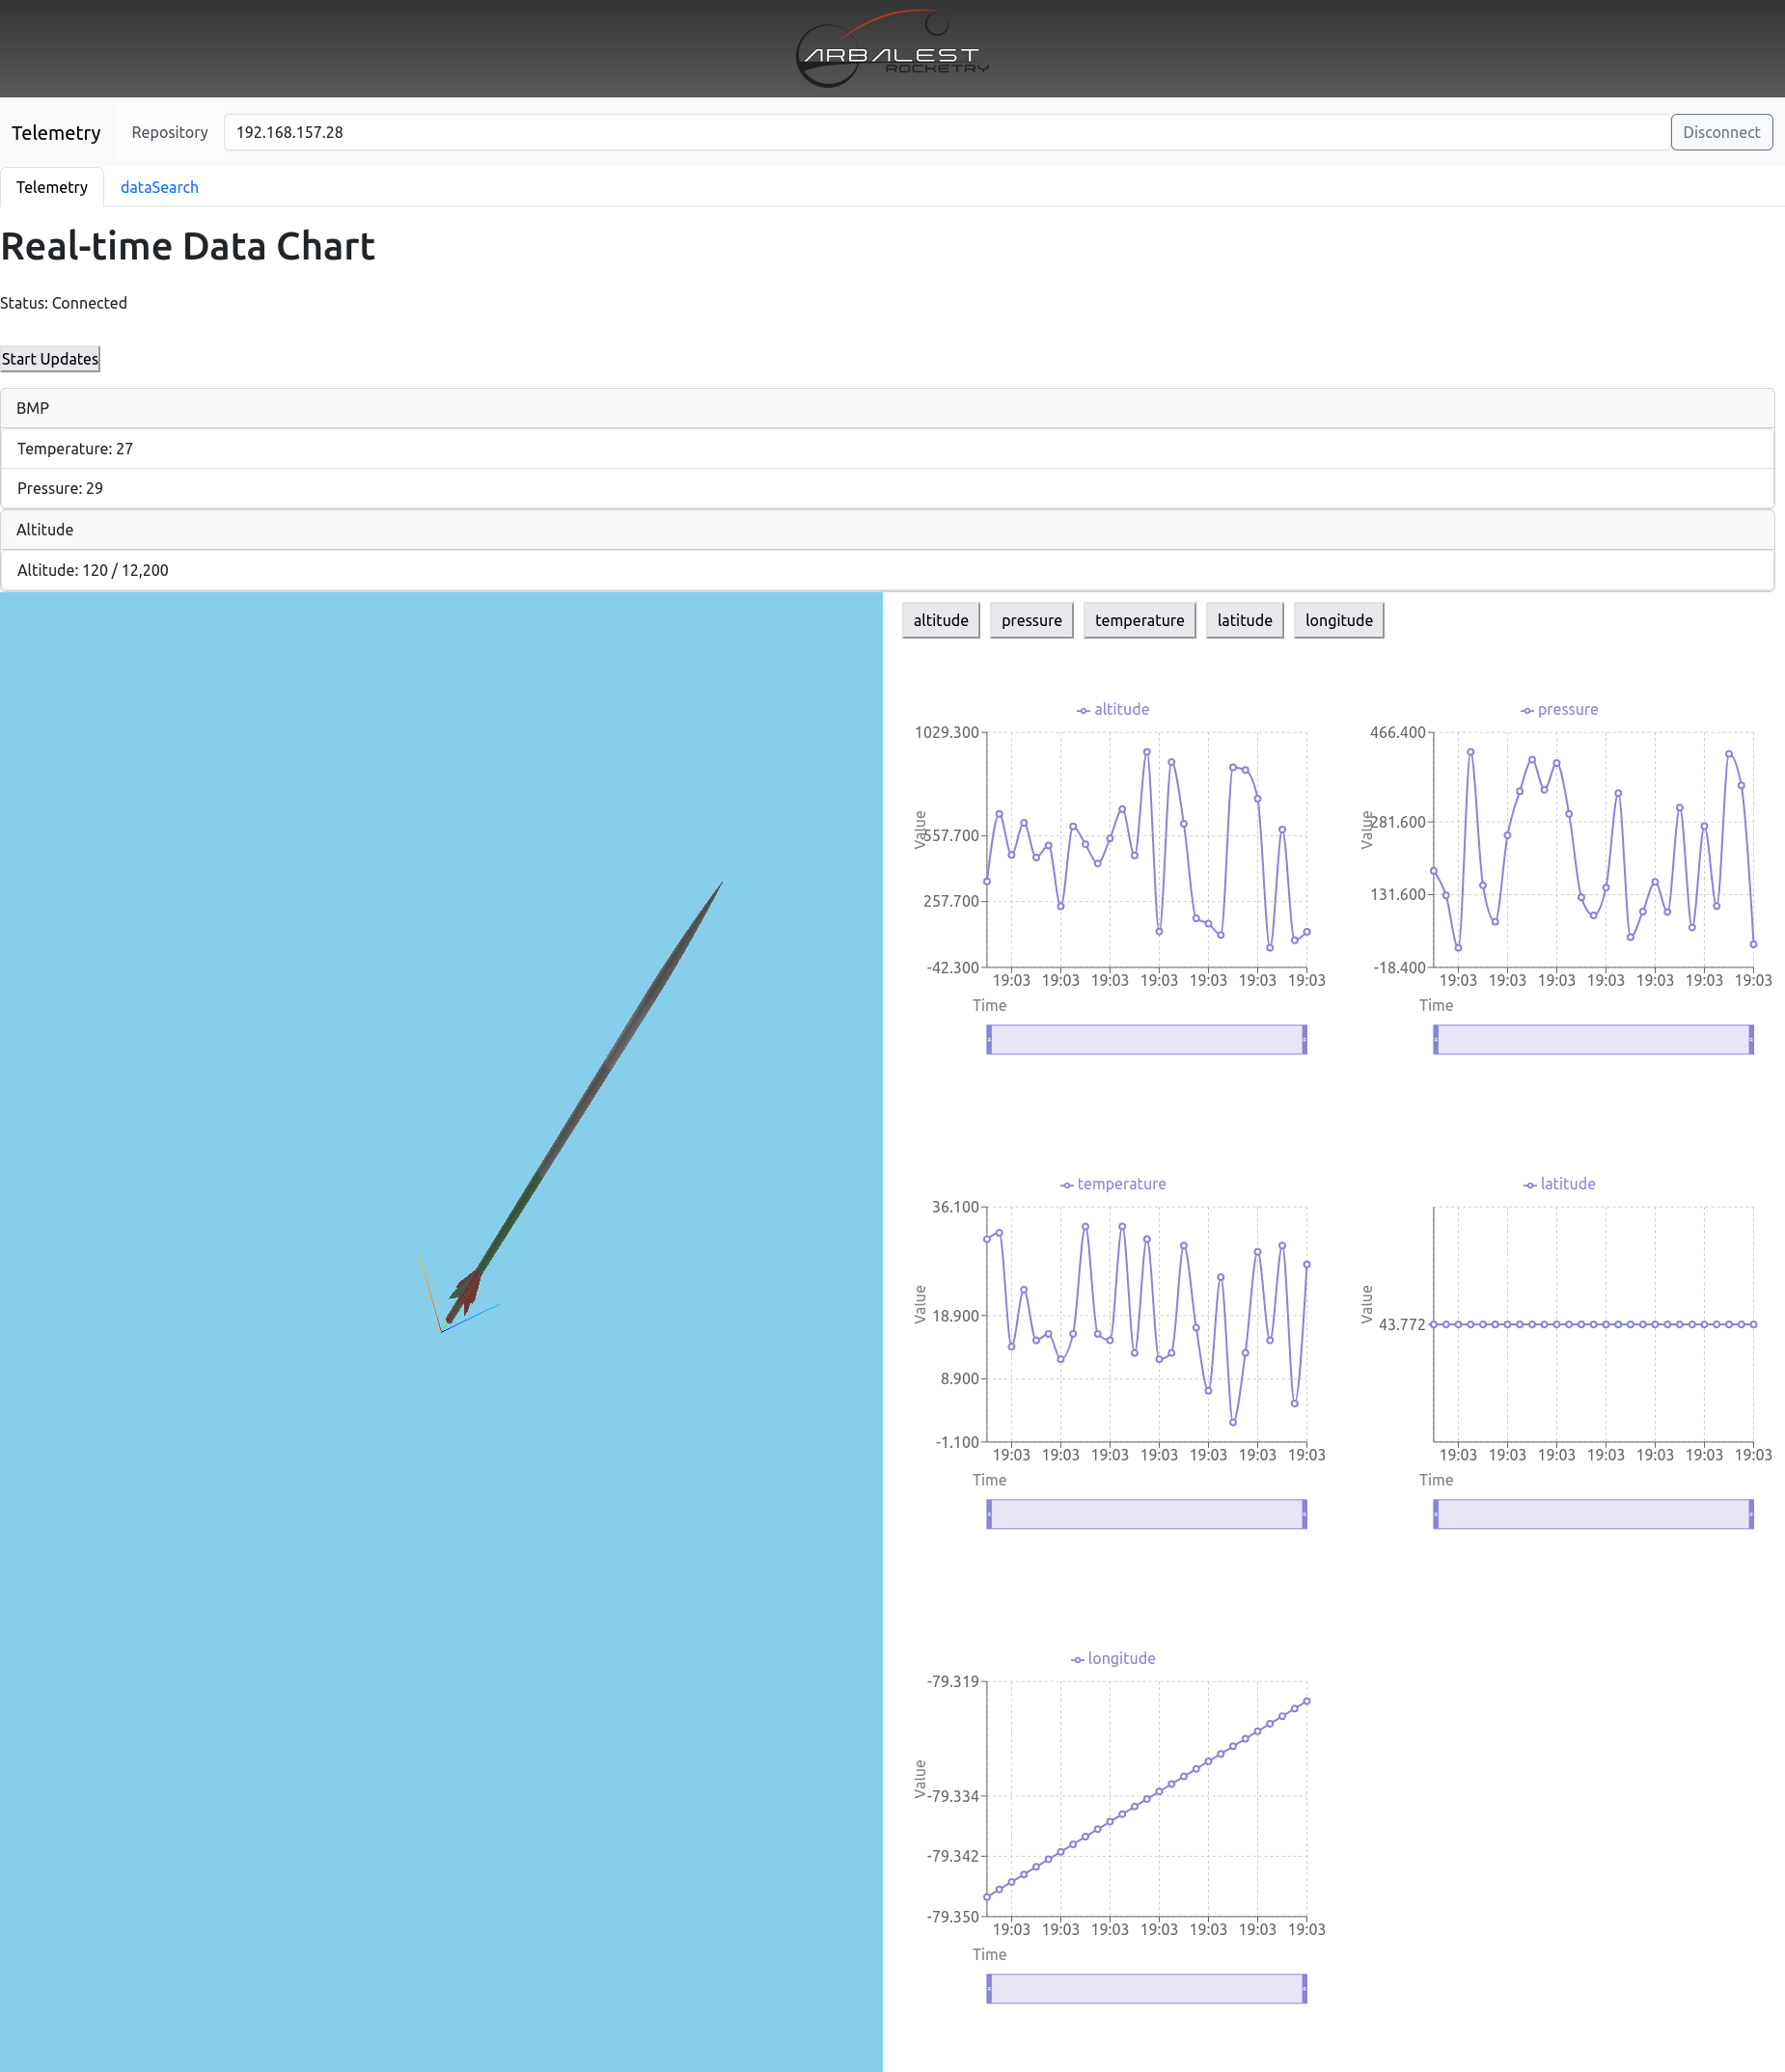 ARBALEST
ROCKETRY
Telemetry Repository 192.168.157.28 Disconnect
Telemetry dataSearch
Real-time Data Chart
Status: Connected
Start Updates
BMP
Temperature: 27
Pressure: 29
Altitude
Altitude: 120 / 12,200
altitude pressure temperature latitude longitude
altitude
1029.300
557.700
257.700
-42.300
Value
19:03 19:03 19:03 19:03 19:03 19:03 19:03
Time
pressure
466.400
281.600
131.600
-18.400
Value
19:03 19:03 19:03 19:03 19:03 19:03 19:03
Time
temperature
36.100
18.900
8.900
-1.100
Value
19:03 19:03 19:03 19:03 19:03 19:03 19:03
Time
latitude
43.772
Value
19:03 19:03 19:03 19:03 19:03 19:03 19:03
Time
longitude
-79.319
-79.334
-79.342
-79.350
Value
19:03 19:03 19:03 19:03 19:03 19:03 19:03
Time